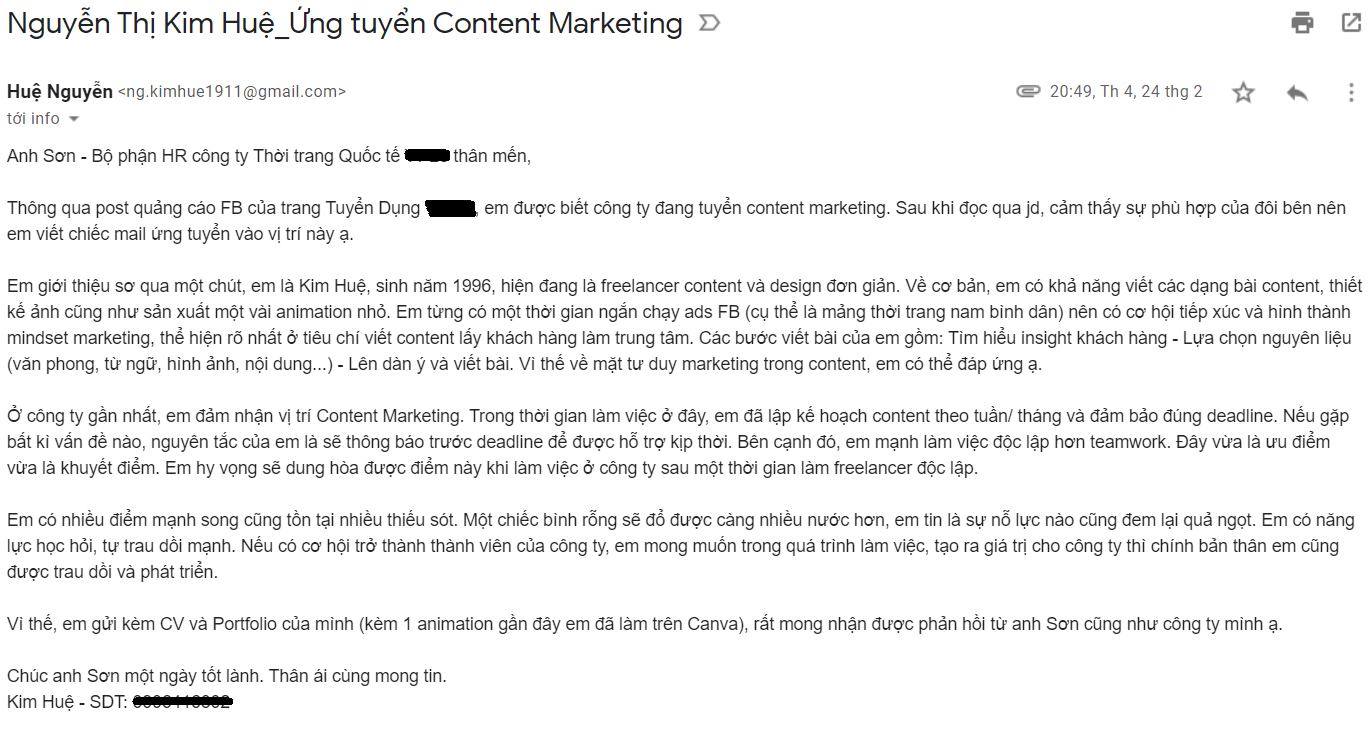 Nguyễn Thị Kim Huệ_Ứng tuyển Content Marketing
Huệ Nguyễn <ng.kimhue1911@gmail.com>
20:49, Th 4, 24 thg 2
tới info
Anh Sơn - Bộ phận HR công ty Thời trang Quốc tế thân mến,
Thông qua post quảng cáo FB của trang Tuyển Dụng , em được biết công ty đang tuyển content marketing. Sau khi đọc qua jd, cảm thấy sự phù hợp của đôi bên nên
em viết chiếc mail ứng tuyển vào vị trí này ạ.
Em giới thiệu sơ qua một chút, em là Kim Huệ, sinh năm 1996, hiện đang là freelancer content và design đơn giản. Về cơ bản, em có khả năng viết các dạng bài content, thiết
kế ảnh cũng như sản xuất một vài animation nhỏ. Em từng có một thời gian ngắn chạy ads FB (cụ thể là mảng thời trang nam bình dân) nên có cơ hội tiếp xúc và hình thành
mindset marketing, thể hiện rõ nhất ở tiêu chí viết content lấy khách hàng làm trung tâm. Các bước viết bài của em gồm: Tìm hiểu insight khách hàng - Lựa chọn nguyên liệu
(văn phong, từ ngữ, hình ảnh, nội dung...) - Lên dàn ý và viết bài. Vì thế về mặt tư duy marketing trong content, em có thể đáp ứng ạ.
Ở công ty gần nhất, em đảm nhận vị trí Content Marketing. Trong thời gian làm việc ở đây, em đã lập kế hoạch content theo tuần/ tháng và đảm bảo đúng deadline. Nếu gặp
bất kì vấn đề nào, nguyên tắc của em là sẽ thông báo trước deadline để được hỗ trợ kịp thời. Bên cạnh đó, em mạnh làm việc độc lập hơn teamwork. Đây vừa là ưu điểm
vừa là khuyết điểm. Em hy vọng sẽ dung hòa được điểm này khi làm việc ở công ty sau một thời gian làm freelancer độc lập.
Em có nhiều điểm mạnh song cũng tồn tại nhiều thiếu sót. Một chiếc bình rỗng sẽ đổ được càng nhiều nước hơn, em tin là sự nỗ lực nào cũng đem lại quả ngọt. Em có năng
lực học hỏi, tự trau dồi mạnh. Nếu có cơ hội trở thành thành viên của công ty, em mong muốn trong quá trình làm việc, tạo ra giá trị cho công ty thì chính bản thân em cũng
được trau dồi và phát triển.
Vì thế, em gửi kèm CV và Portfolio của mình (kèm 1 animation gần đây em đã làm trên Canva), rất mong nhận được phản hồi từ anh Sơn cũng như công ty mình ạ.
Chúc anh Sơn một ngày tốt lành. Thân ái cùng mong tin.
Kim Huệ - SDT: